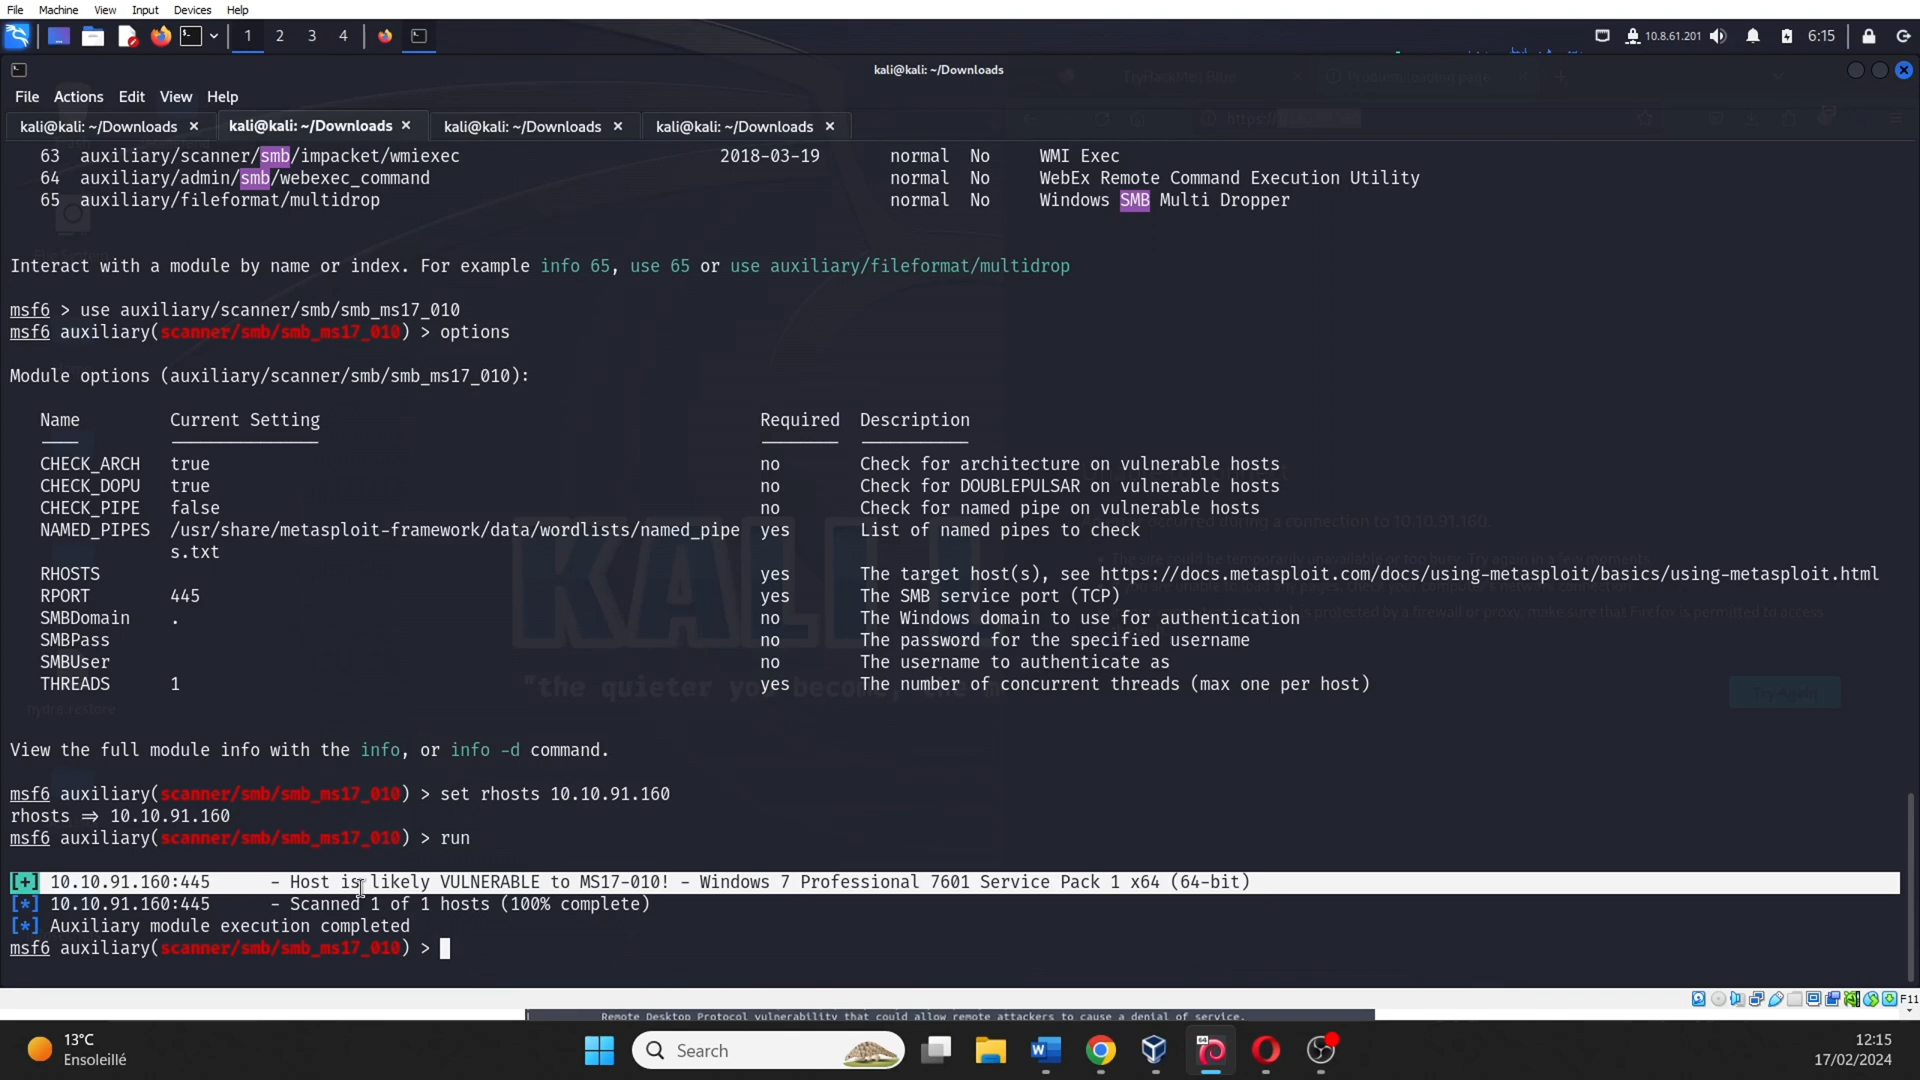 File Machine View Input Devices Help
1 2 3 4 10.8.61.201 6:15
kali@kali: ~/Downloads
TryHackMe | Blue Problem loading page
File Actions Edit View Help
kali@kali: ~/Downloads kali@kali: ~/Downloads kali@kali: ~/Downloads kali@kali: ~/Downloads
63 auxiliary/scanner/smb/impacket/wmiexec 2018-03-19 normal No WMI Exec
64 auxiliary/admin/smb/webexec_command normal No WebEx Remote Command Execution Utility
65 auxiliary/fileformat/multidrop normal No Windows SMB Multi Dropper
Interact with a module by name or index. For example info 65, use 65 or use auxiliary/fileformat/multidrop
msf6 > use auxiliary/scanner/smb/smb_ms17_010
msf6 auxiliary(scanner/smb/smb_ms17_010) > options
Module options (auxiliary/scanner/smb/smb_ms17_010):
Name Current Setting Required Description
CHECK_ARCH true no Check for architecture on vulnerable hosts
CHECK_DOPU true no Check for DOUBLEPULSAR on vulnerable hosts
CHECK_PIPE false no Check for named pipe on vulnerable hosts
NAMED_PIPES /usr/share/metasploit-framework/data/wordlists/named_pipe yes List of named pipes to check
s.txt
RHOSTS yes The target host(s), see https://docs.metasploit.com/docs/using-metasploit/basics/using-metasploit.html
RPORT 445 yes The SMB service port (TCP)
SMBDomain . no The Windows domain to use for authentication
SMBPass no The password for the specified username
SMBUser no The username to authenticate as
THREADS 1 yes The number of concurrent threads (max one per host)
View the full module info with the info, or info -d command.
msf6 auxiliary(scanner/smb/smb_ms17_010) > set rhosts 10.10.91.160
rhosts ⇒ 10.10.91.160
msf6 auxiliary(scanner/smb/smb_ms17_010) > run
[+] 10.10.91.160:445 - Host is likely VULNERABLE to MS17-010! - Windows 7 Professional 7601 Service Pack 1 x64 (64-bit)
[*] 10.10.91.160:445 - Scanned 1 of 1 hosts (100% complete)
[*] Auxiliary module execution completed
msf6 auxiliary(scanner/smb/smb_ms17_010) >
F11
Remote Desktop Protocol vulnerability that could allow remote attackers to cause a denial of service.
13°C
Ensoleillé
Search
12:15
17/02/2024